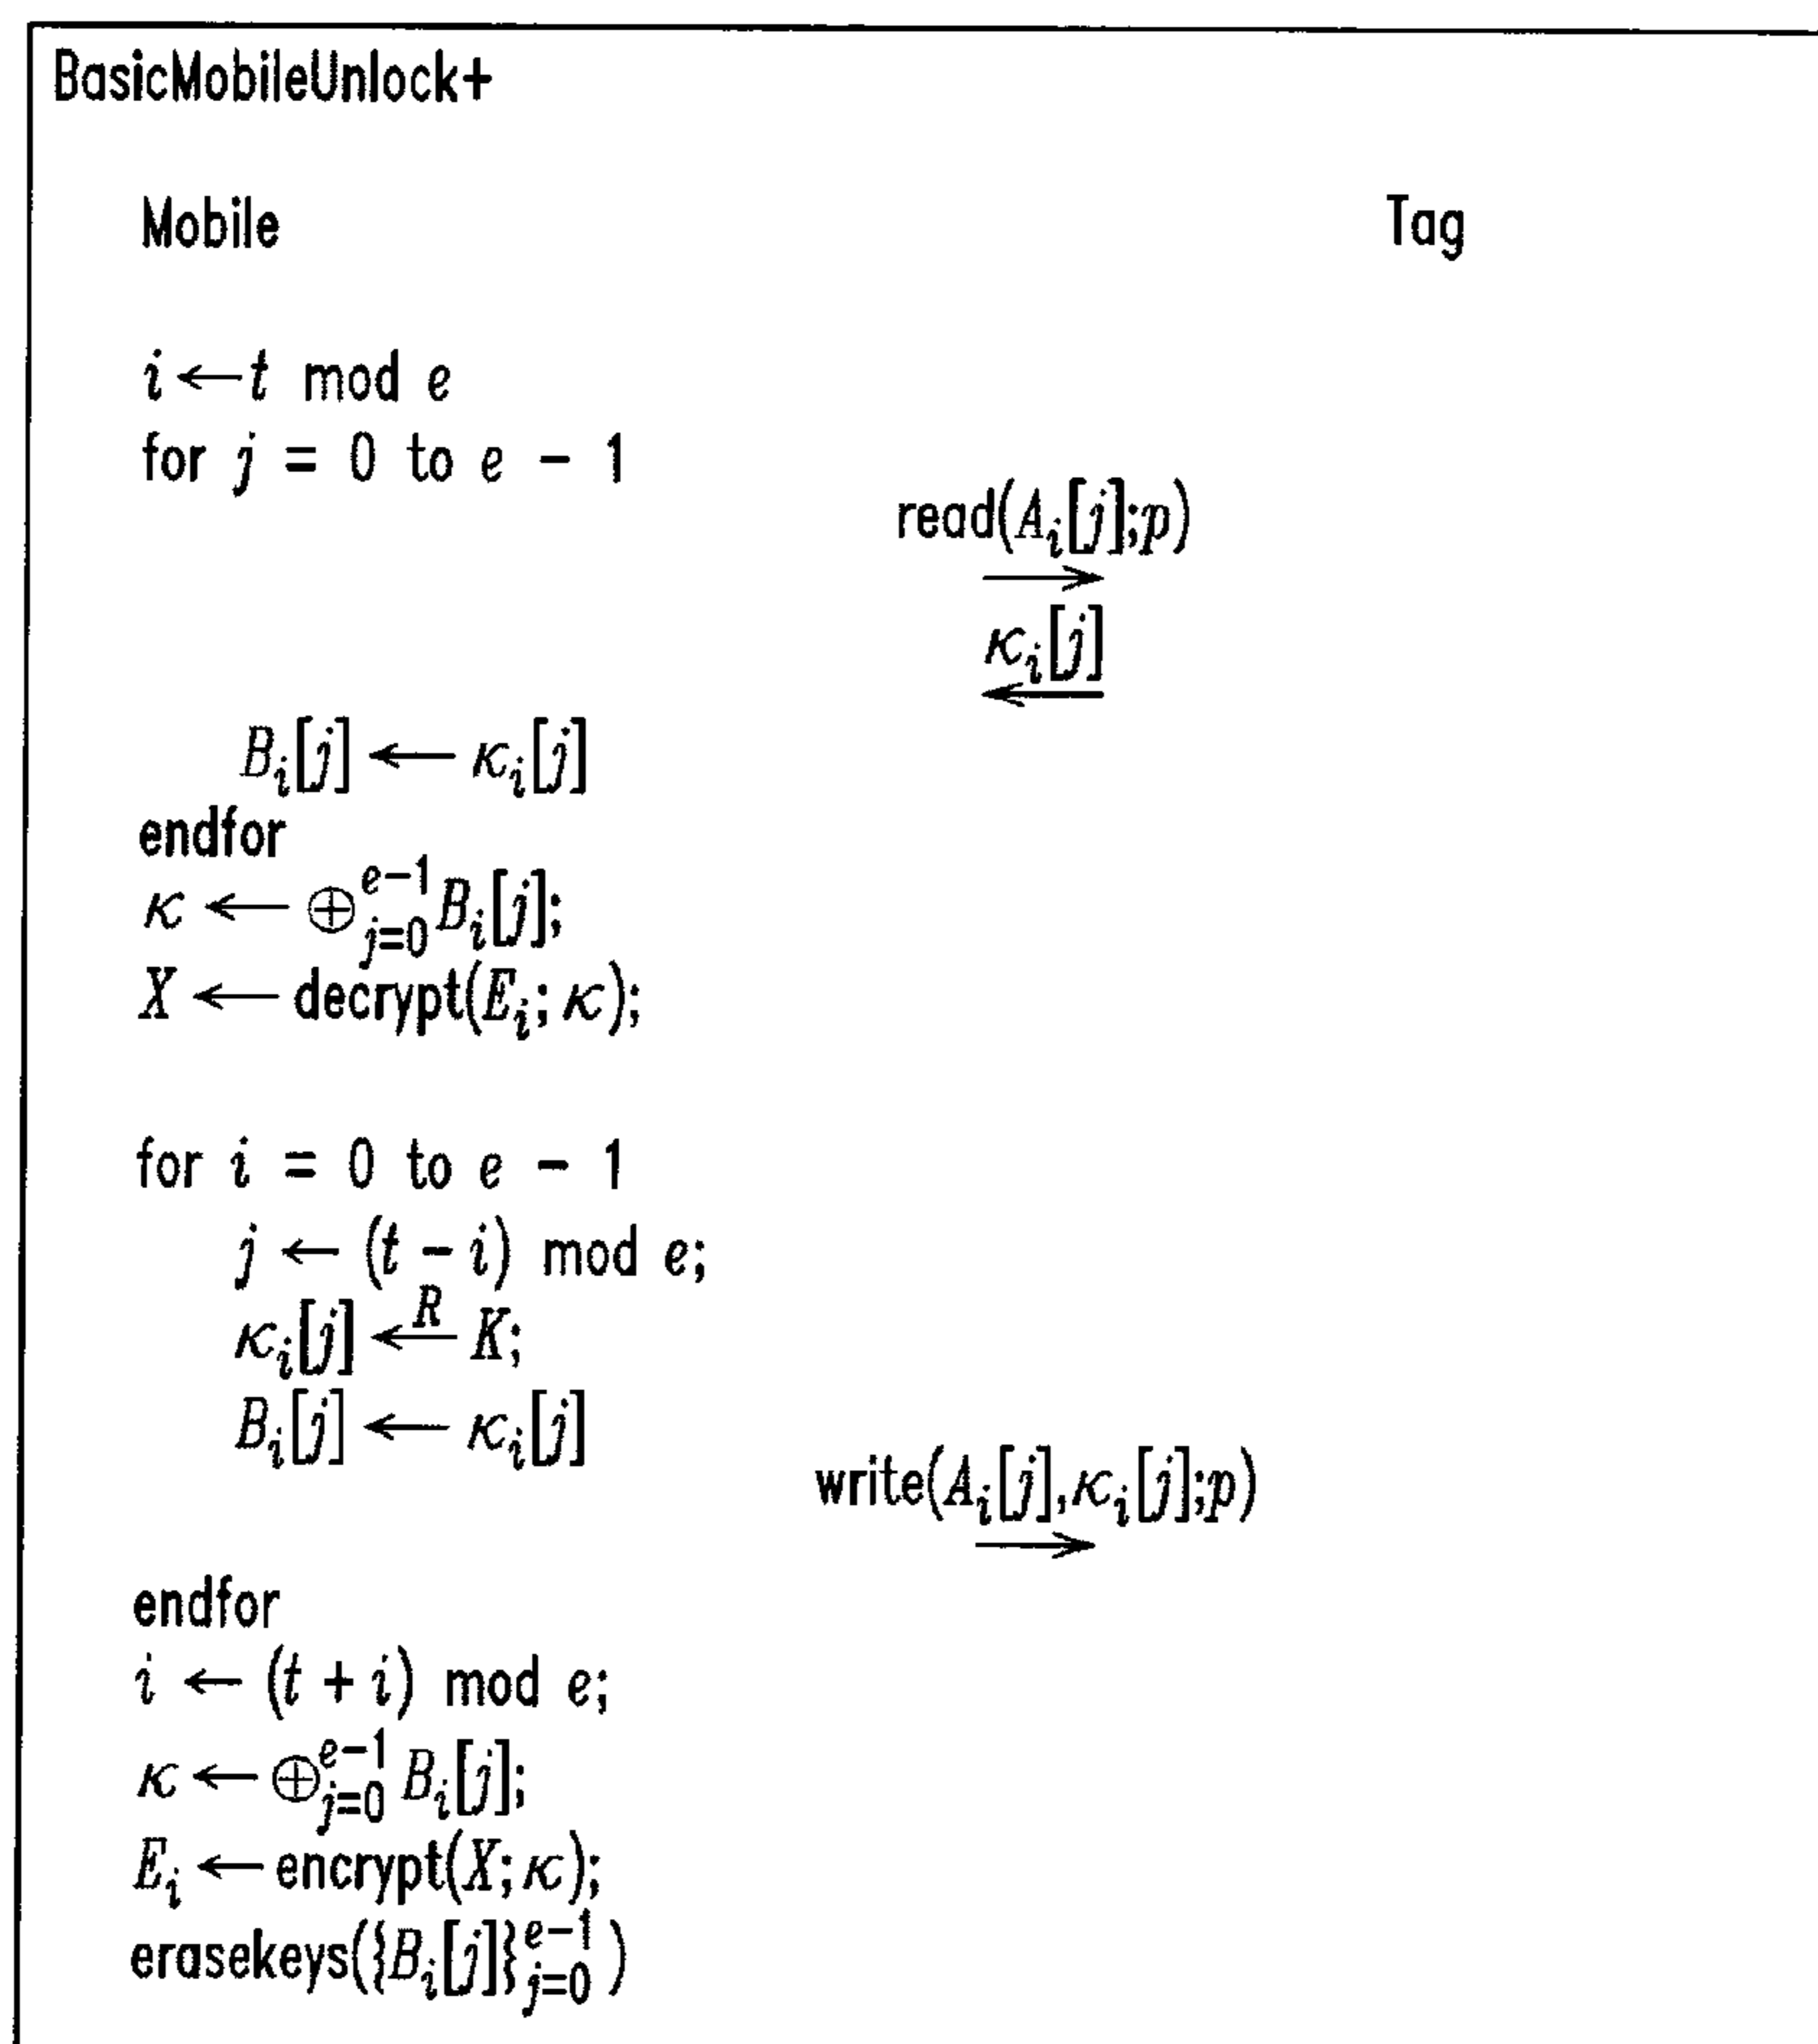 BasicMobileUnlock+
Mobile Tag
i ← t mod e
for j = 0 to e − 1
read(A_i[j];p)
→
κ_i[j]
←
B_i[j] ← κ_i[j]
endfor
κ ← ⊕_{j=0}^{e−1} B_i[j];
X ← decrypt(E_i; κ);
for i = 0 to e − 1
j ← (t − i) mod e;
κ_i[j] ←^R K;
B_i[j] ← κ_i[j]
write(A_i[j],κ_i[j];p)
→
endfor
i ← (t + i) mod e;
κ ← ⊕_{j=0}^{e−1} B_i[j];
E_i ← encrypt(X; κ);
erasekeys({B_i[j]}_{j=0}^{e−1})